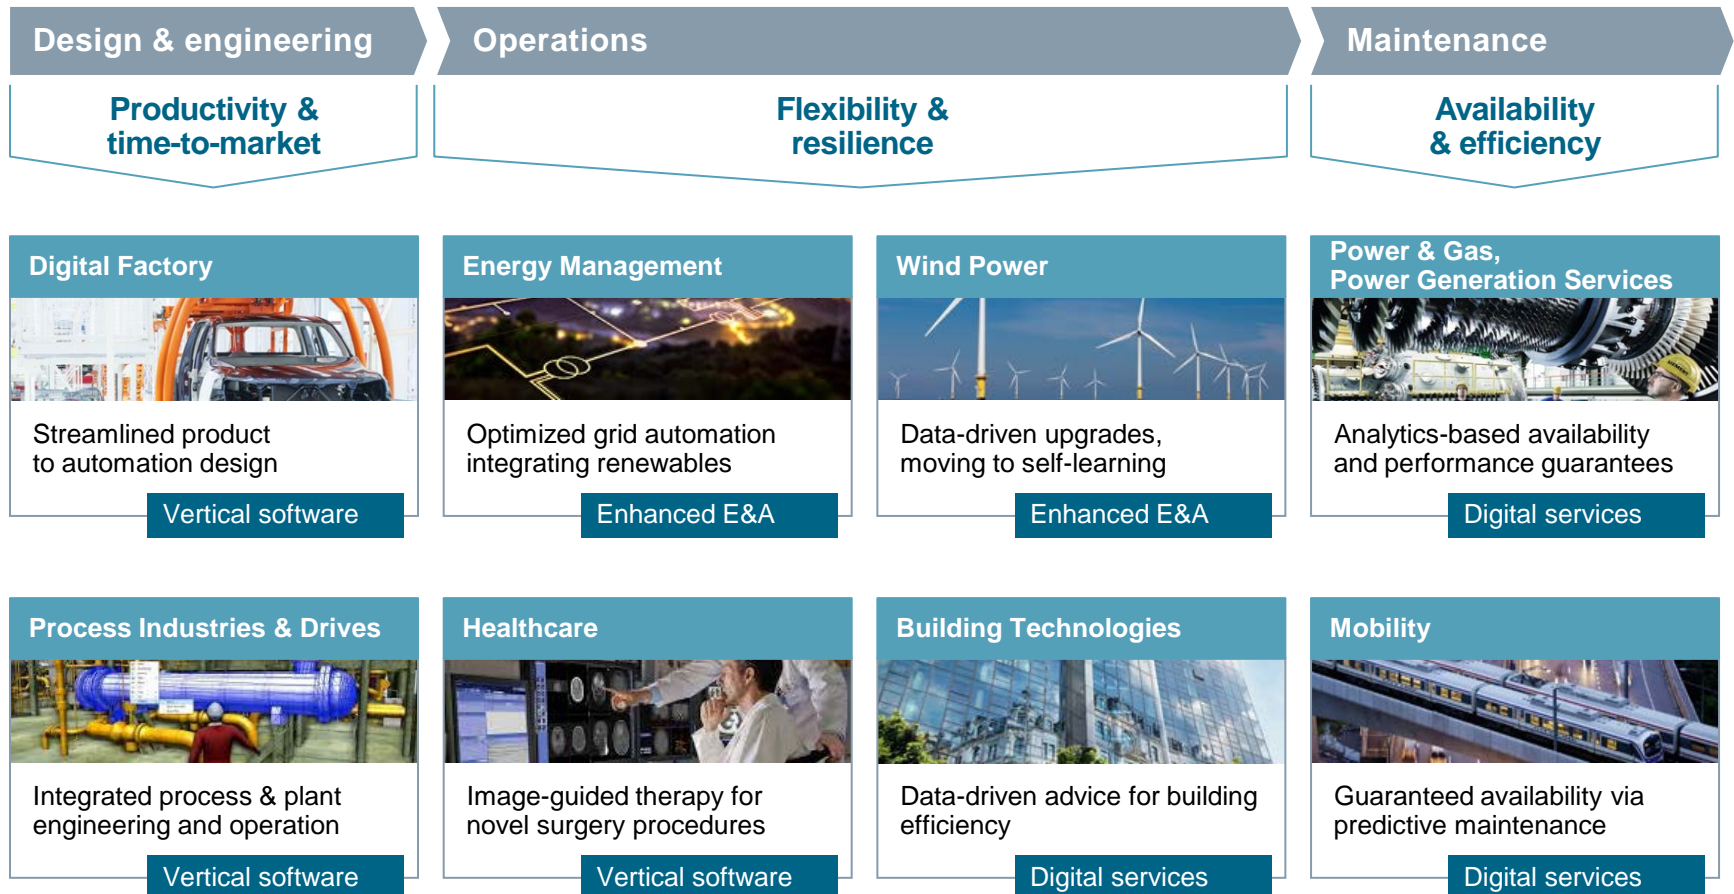 Design & engineering
Operations
Maintenance
Productivity &
time-to-market
Flexibility &
resilience
Availability
& efficiency
Digital Factory
Streamlined product
to automation design
Vertical software
Energy Management
Optimized grid automation
integrating renewables
Enhanced E&A
Wind Power
Data-driven upgrades,
moving to self-learning
Enhanced E&A
Power & Gas,
Power Generation Services
Analytics-based availability
and performance guarantees
Digital services
Process Industries & Drives
Integrated process & plant
engineering and operation
Vertical software
Healthcare
Image-guided therapy for
novel surgery procedures
Vertical software
Building Technologies
Data-driven advice for building
efficiency
Digital services
Mobility
Guaranteed availability via
predictive maintenance
Digital services